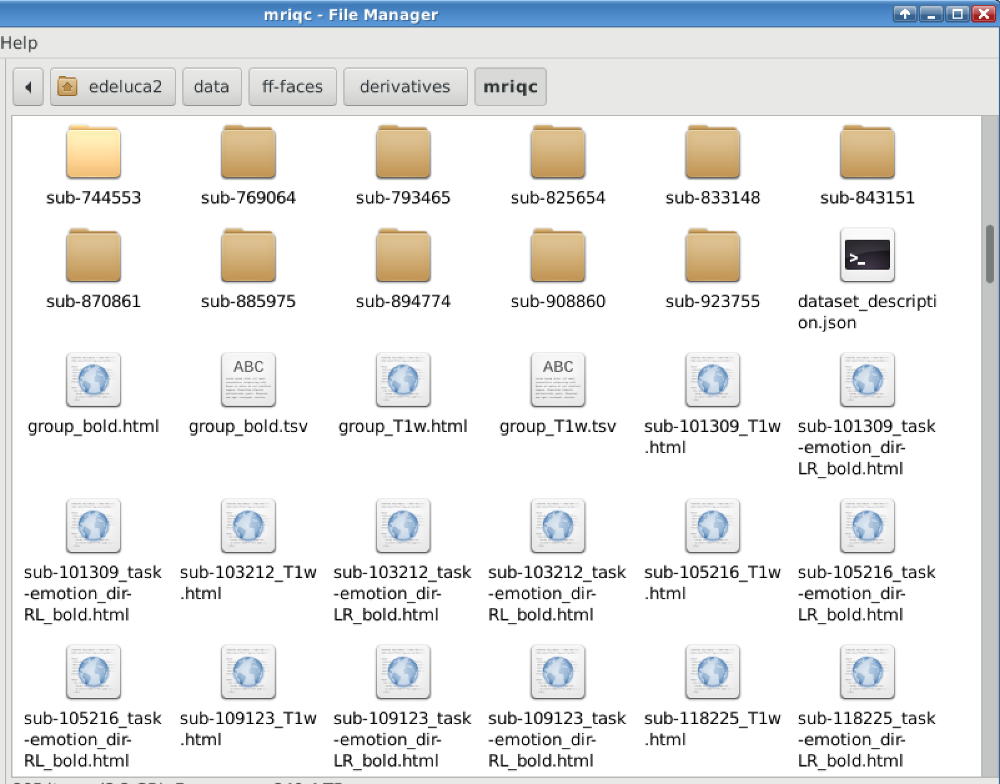 mriqc - File Manager
Help
edeluca2
data
ff-faces
derivatives
mriqc
sub-744553
sub-769064
sub-793465
sub-825654
sub-833148
sub-843151
sub-870861
sub-885975
sub-894774
sub-908860
sub-923755
>_
dataset_descripti
on.json
group_bold.html
ABC
group_bold.tsv
group_T1w.html
ABC
group_T1w.tsv
sub-101309_T1w
.html
sub-101309_task
-emotion_dir-
LR_bold.html
sub-101309_task
-emotion_dir-
RL_bold.html
sub-103212_T1w
.html
sub-103212_task
-emotion_dir-
LR_bold.html
sub-103212_task
-emotion_dir-
RL_bold.html
sub-105216_T1w
.html
sub-105216_task
-emotion_dir-
LR_bold.html
sub-105216_task
-emotion_dir-
RL_bold.html
sub-109123_T1w
.html
sub-109123_task
-emotion_dir-
LR_bold.html
sub-109123_task
-emotion_dir-
RL_bold.html
sub-118225_T1w
.html
sub-118225_task
-emotion_dir-
LR_bold.html